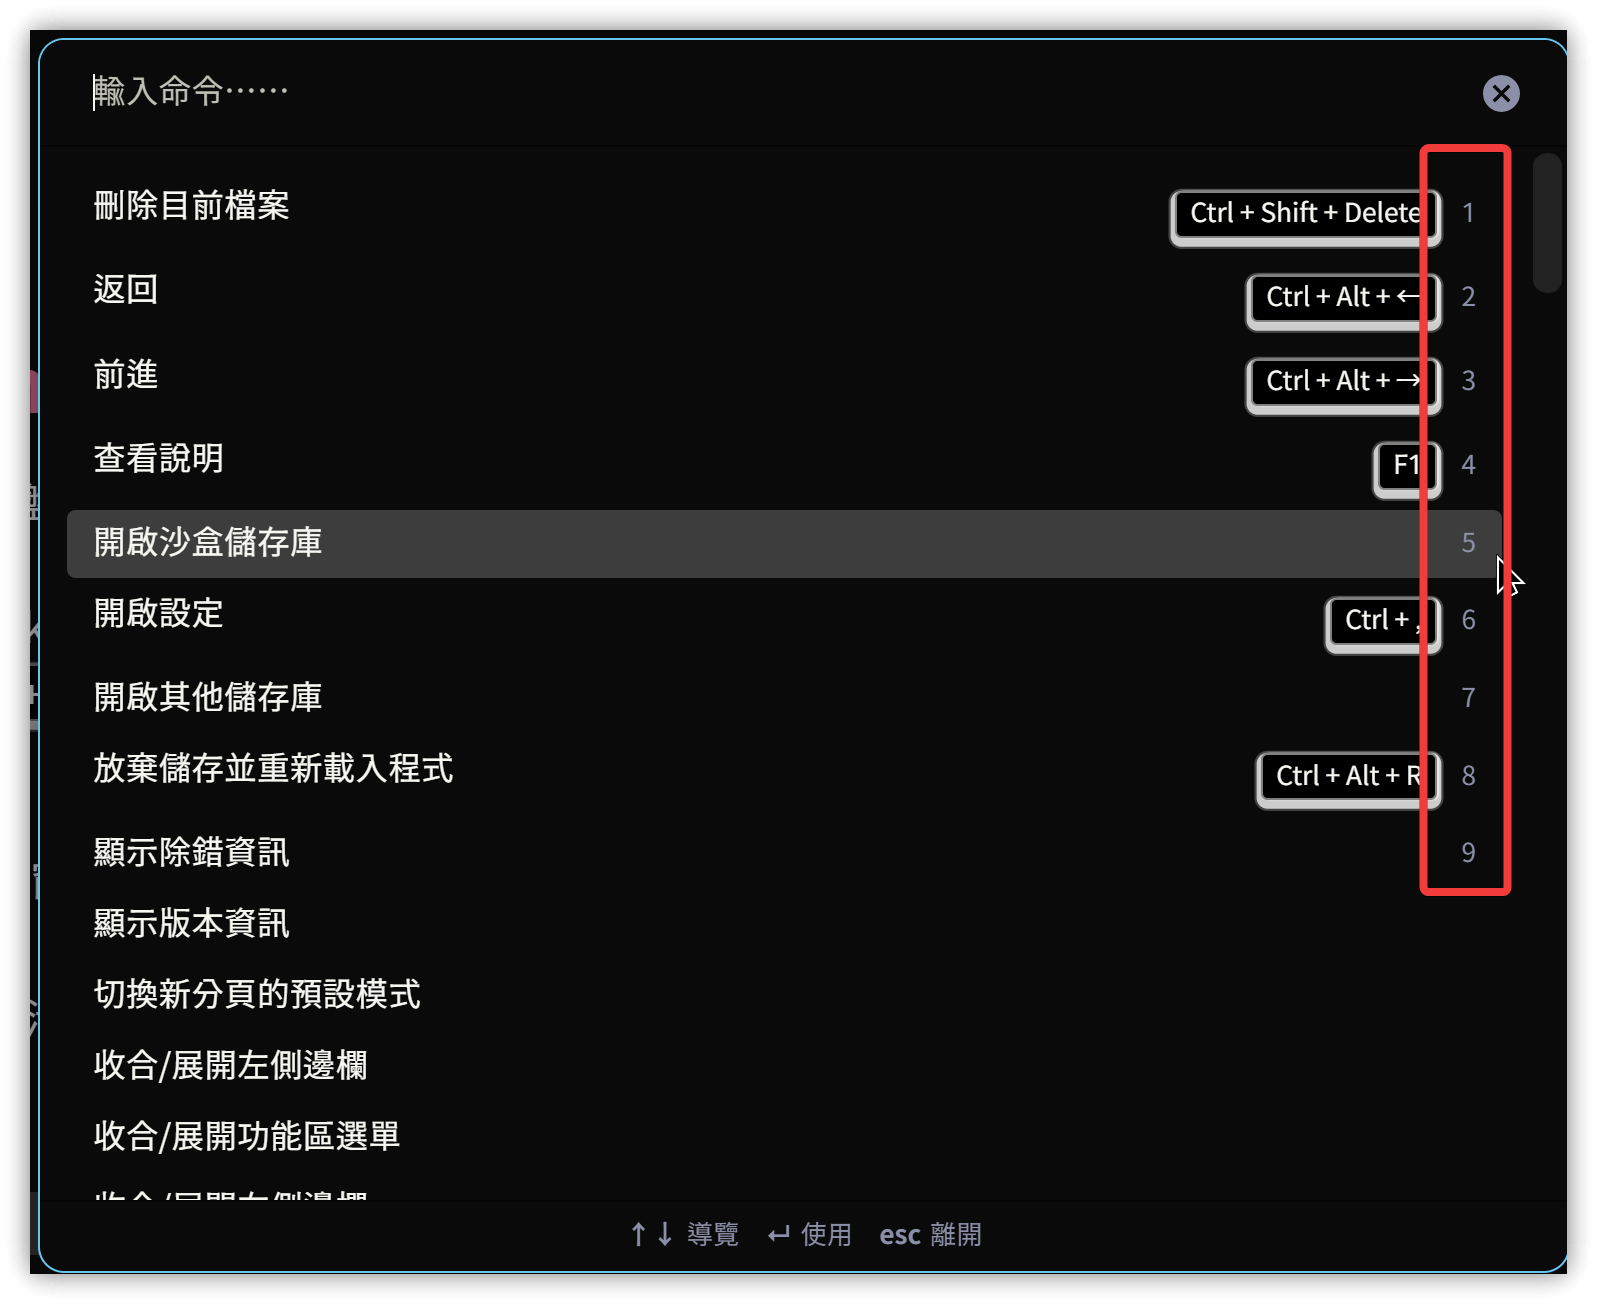 輸入命令⋯⋯
刪除目前檔案 Ctrl + Shift + Delete 1
返回 Ctrl + Alt + ← 2
前進 Ctrl + Alt + → 3
查看說明 F1 4
開啟沙盒儲存庫 5
開啟設定 Ctrl + , 6
開啟其他儲存庫 7
放棄儲存並重新載入程式 Ctrl + Alt + R 8
顯示除錯資訊 9
顯示版本資訊
切換新分頁的預設模式
收合/展開左側邊欄
收合/展開功能區選單
↑↓ 導覽 ↵ 使用 esc 離開